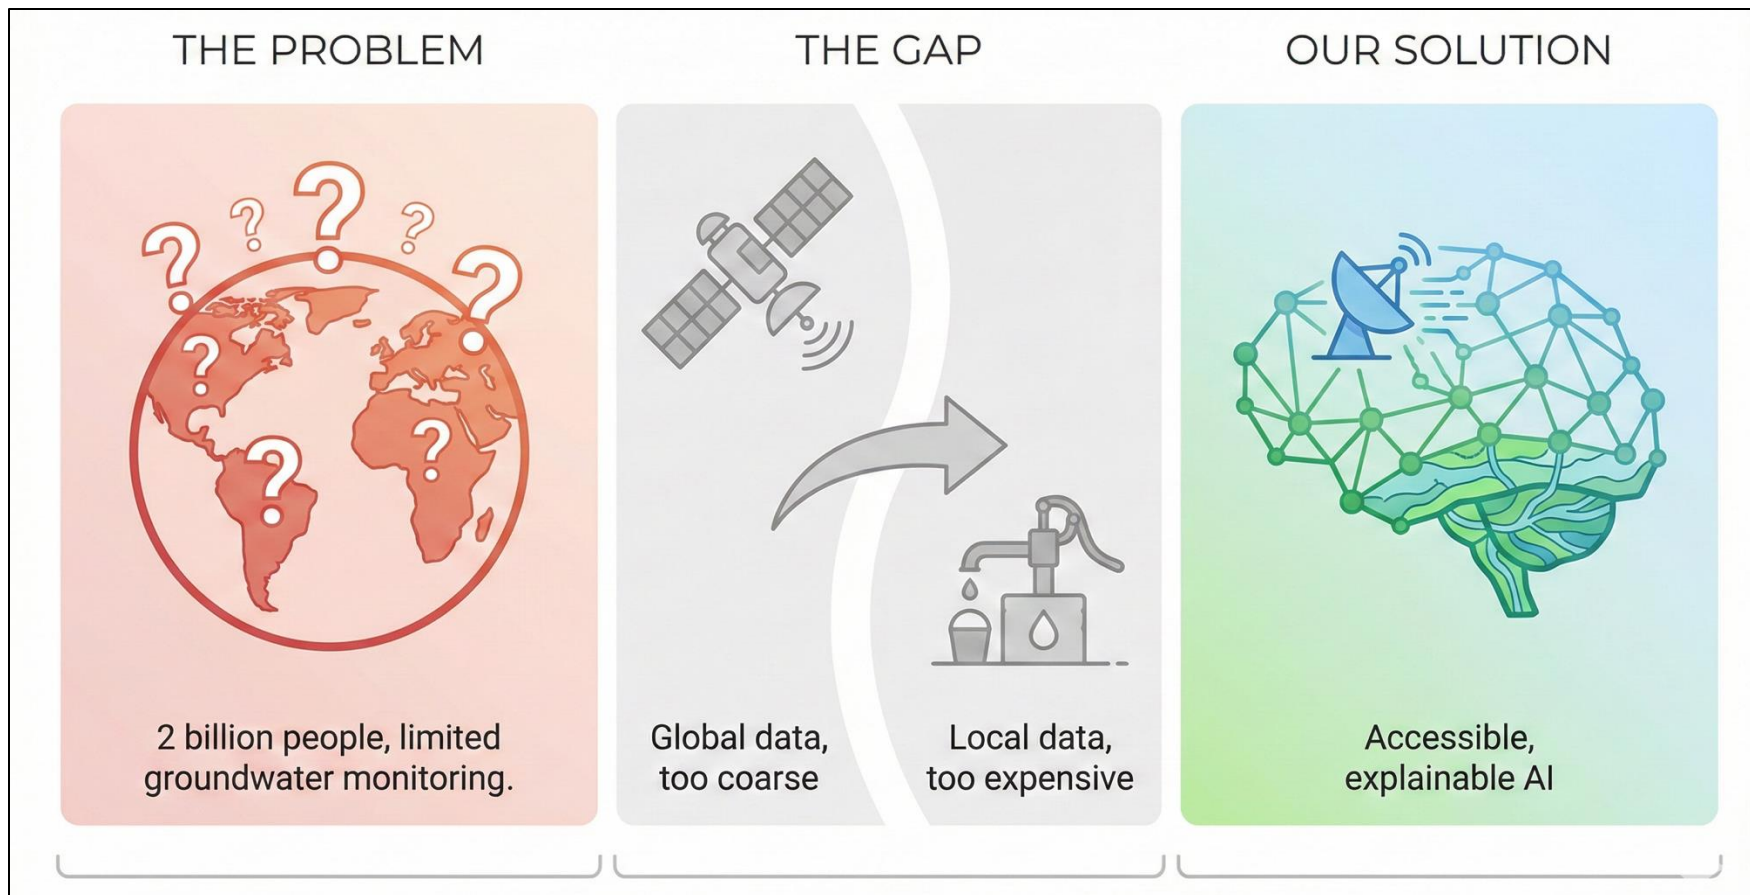 THE PROBLEM
2 billion people, limited
groundwater monitoring.
THE GAP
Global data,
too coarse
Local data,
too expensive
OUR SOLUTION
Accessible,
explainable AI